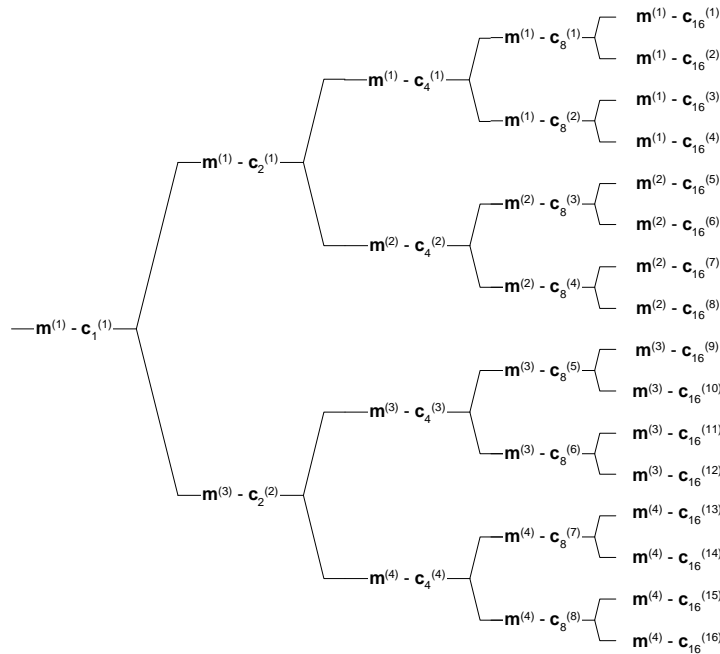 m(1) - c16(1)
m(1) - c8(1)
m(1) - c16(2)
m(1) - c4(1)
m(1) - c16(3)
m(1) - c8(2)
m(1) - c16(4)
m(1) - c2(1)
m(2) - c16(5)
m(2) - c8(3)
m(2) - c16(6)
m(2) - c4(2)
m(2) - c16(7)
m(2) - c8(4)
m(2) - c16(8)
m(1) - c1(1)
m(3) - c16(9)
m(3) - c8(5)
m(3) - c16(10)
m(3) - c4(3)
m(3) - c16(11)
m(3) - c8(6)
m(3) - c16(12)
m(3) - c2(2)
m(4) - c16(13)
m(4) - c8(7)
m(4) - c16(14)
m(4) - c4(4)
m(4) - c16(15)
m(4) - c8(8)
m(4) - c16(16)